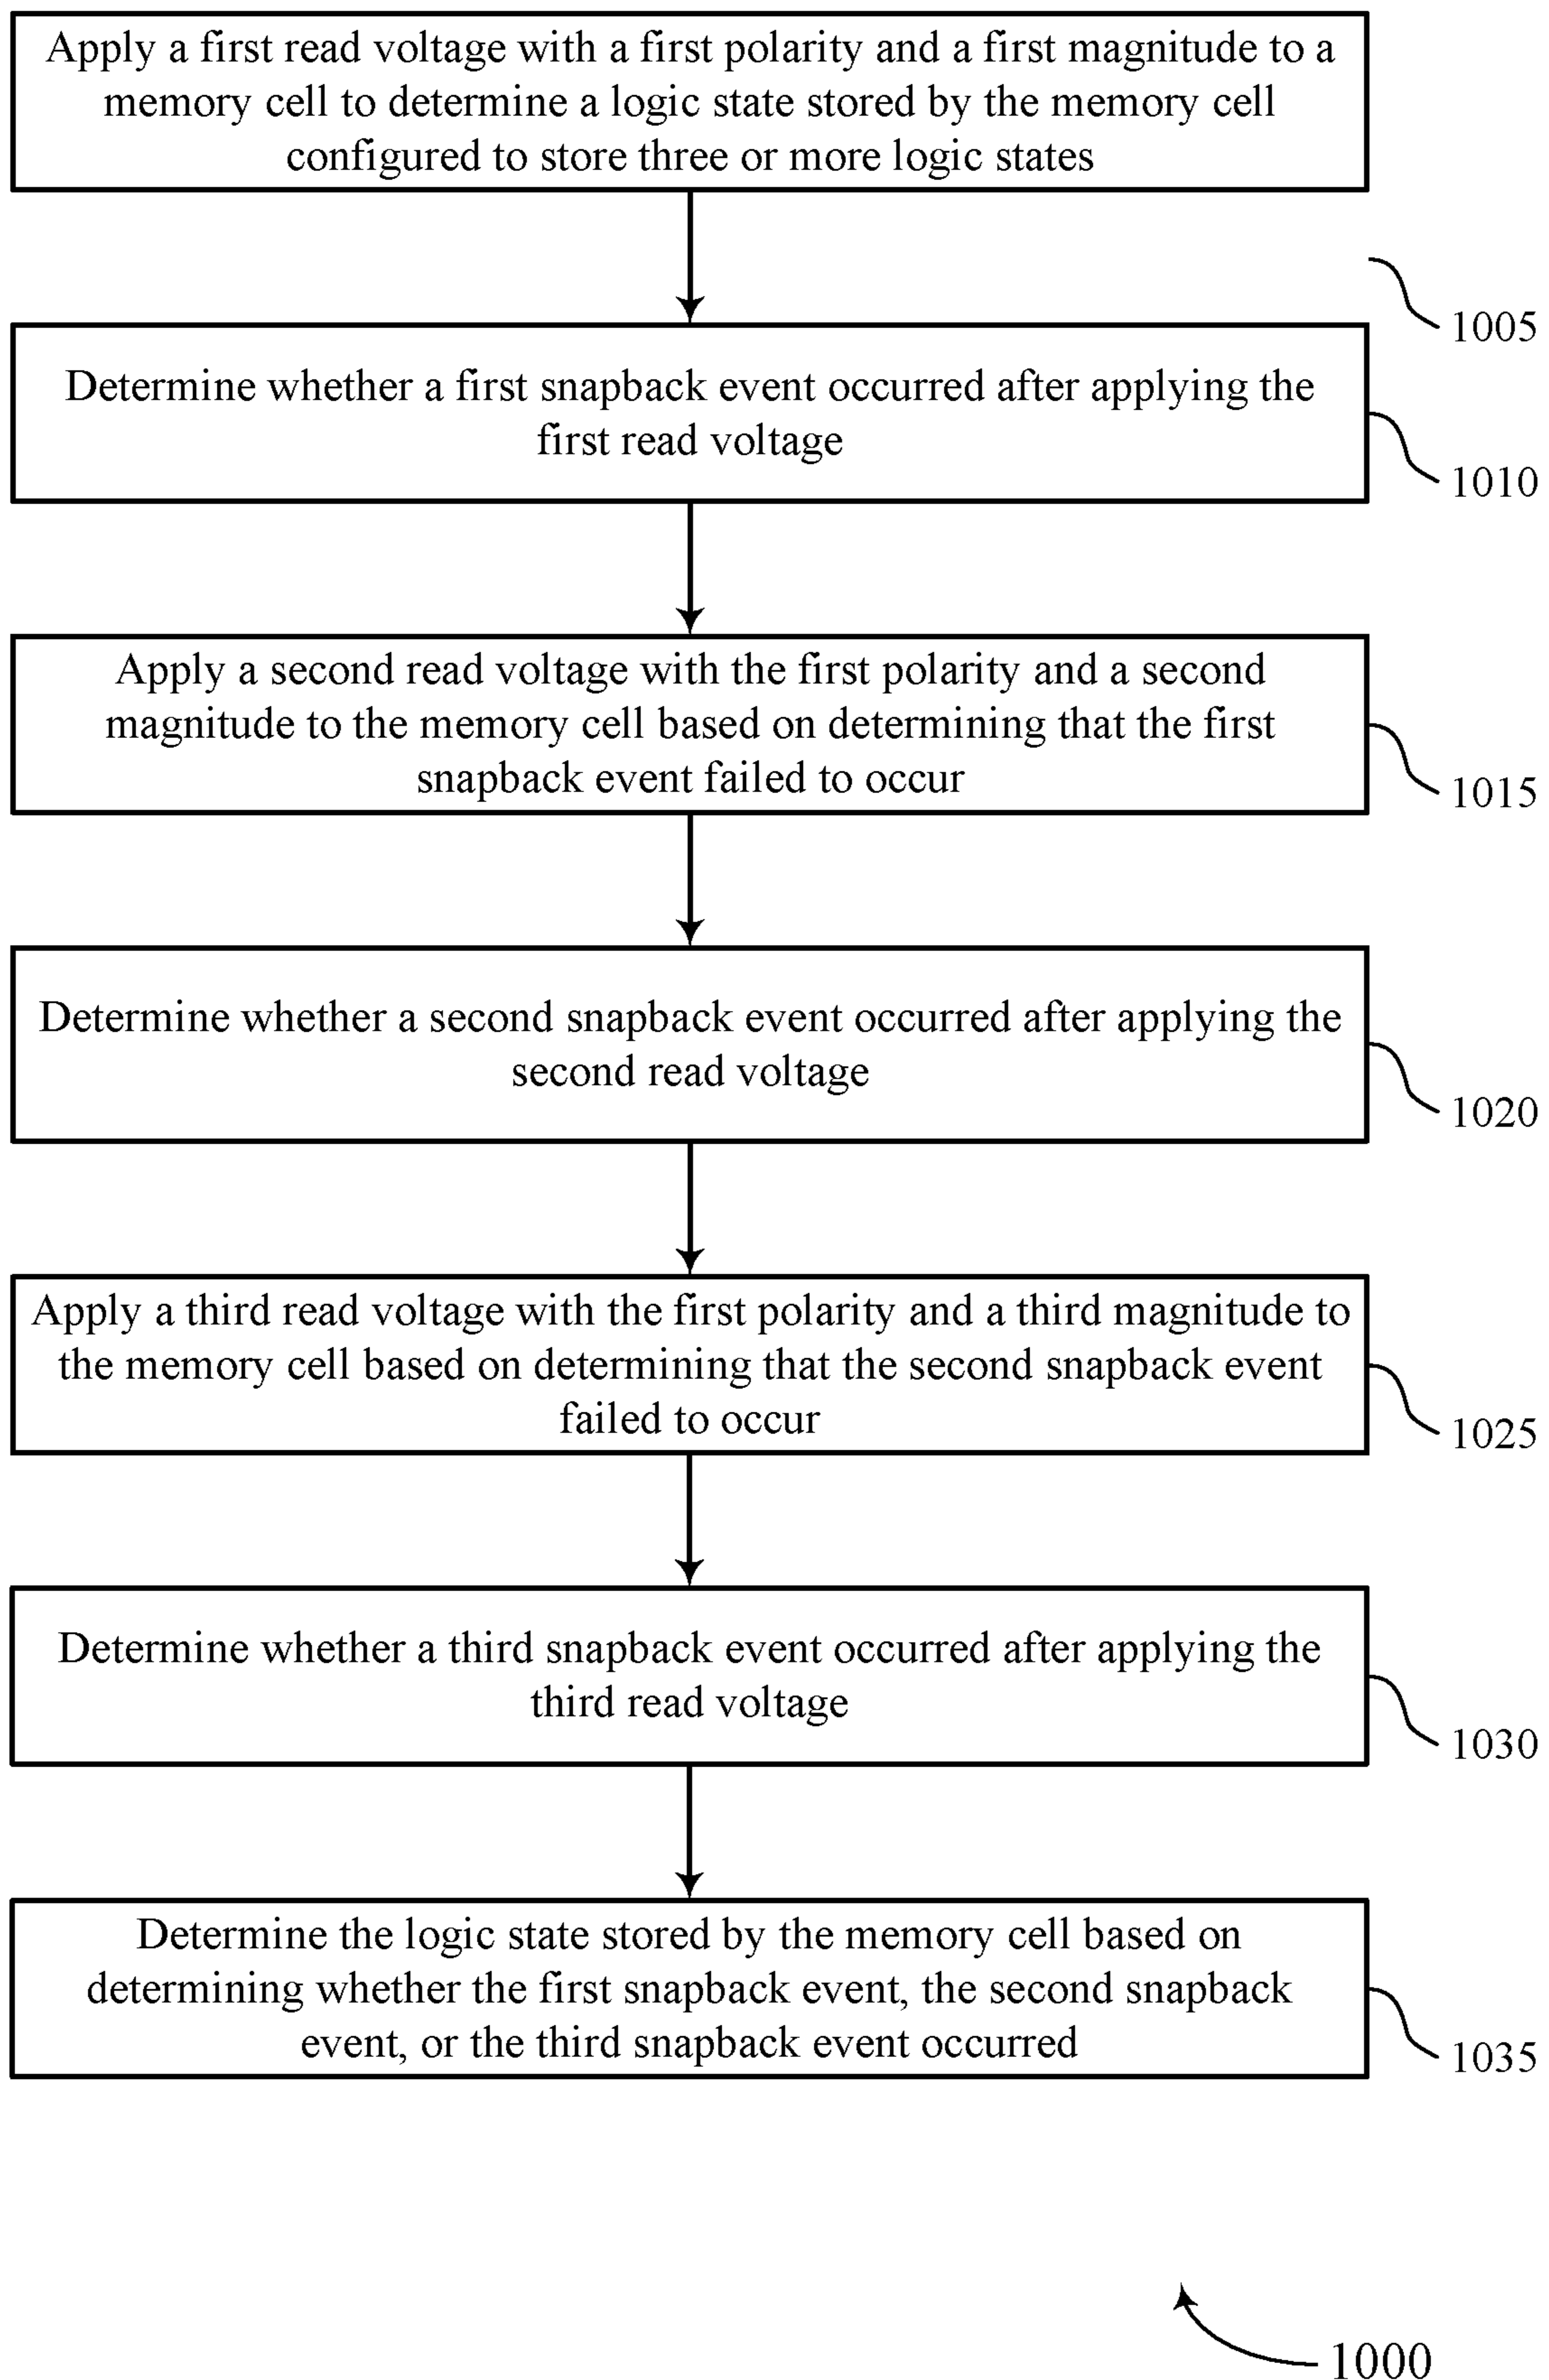 Apply a first read voltage with a first polarity and a first magnitude to a
memory cell to determine a logic state stored by the memory cell
configured to store three or more logic states
1005
Determine whether a first snapback event occurred after applying the
first read voltage
1010
Apply a second read voltage with the first polarity and a second
magnitude to the memory cell based on determining that the first
snapback event failed to occur
1015
Determine whether a second snapback event occurred after applying the
second read voltage
1020
Apply a third read voltage with the first polarity and a third magnitude to
the memory cell based on determining that the second snapback event
failed to occur
1025
Determine whether a third snapback event occurred after applying the
third read voltage
1030
Determine the logic state stored by the memory cell based on
determining whether the first snapback event, the second snapback
event, or the third snapback event occurred
1035
1000